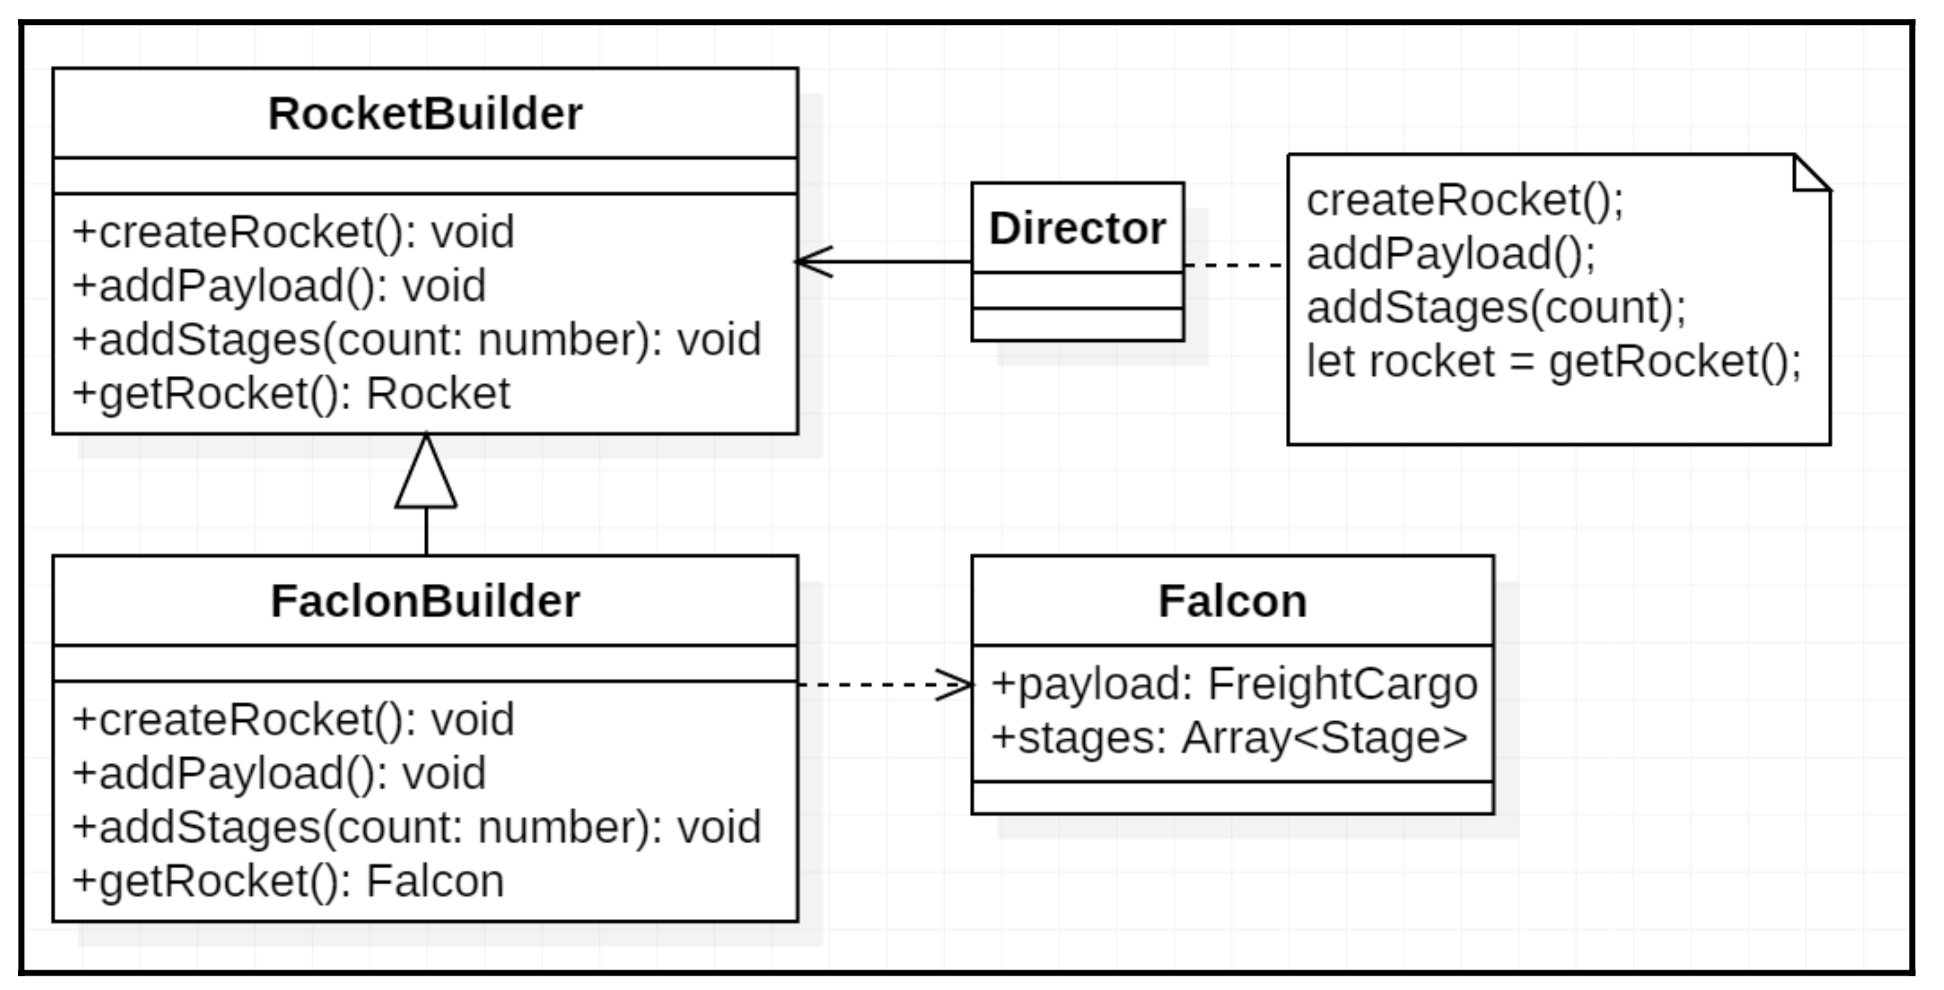 RocketBuilder
+createRocket(): void
+addPayload(): void
+addStages(count: number): void
+getRocket(): Rocket
Director
createRocket();
addPayload();
addStages(count);
let rocket = getRocket();
FaclonBuilder
+createRocket(): void
+addPayload(): void
+addStages(count: number): void
+getRocket(): Falcon
Falcon
+payload: FreightCargo
+stages: Array<Stage>